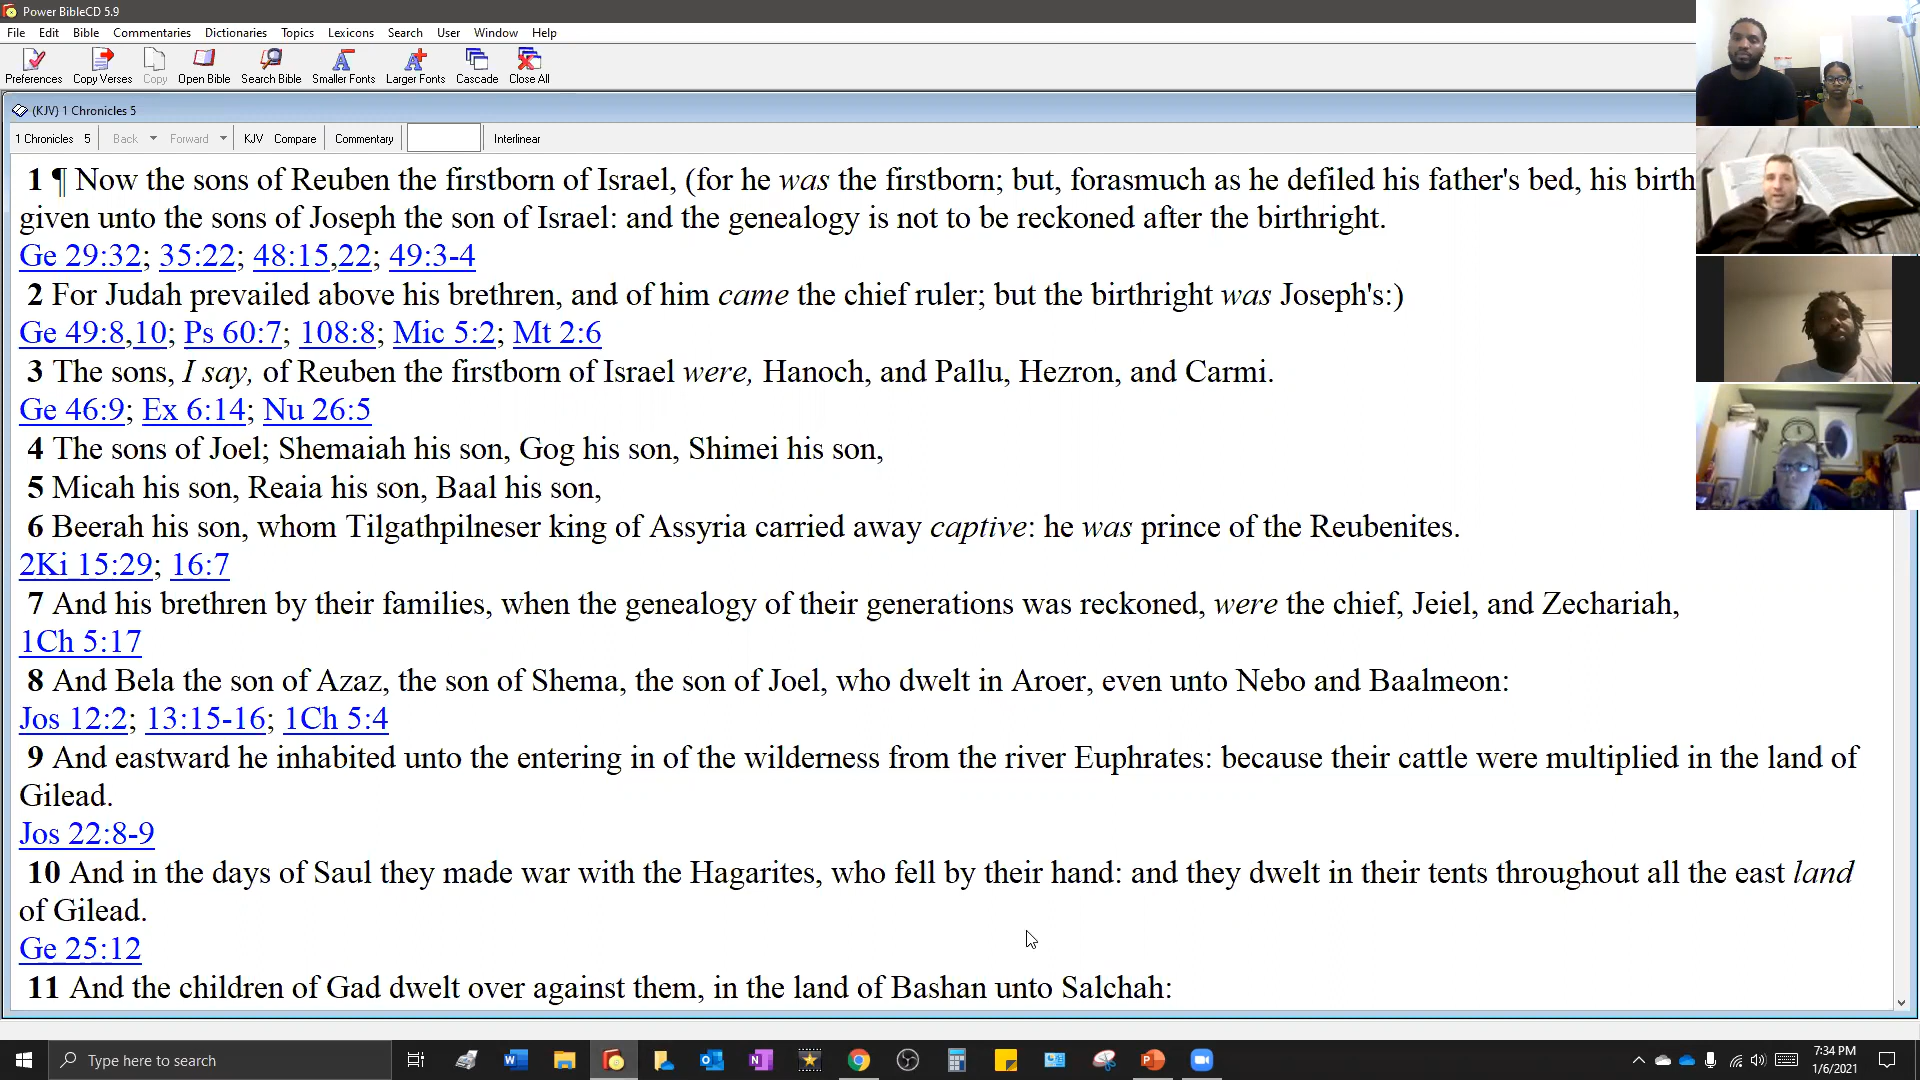 Power BibleCD 5.9
File Edit Bible Commentaries Dictionaries Topics Lexicons Search User Window Help
Preferences Copy Verses Copy Open Bible Search Bible Smaller Fonts Larger Fonts Cascade Close All
(KJV) 1 Chronicles 5
1 Chronicles 5 Back Forward KJV Compare Commentary Interlinear
1 ¶ Now the sons of Reuben the firstborn of Israel, (for he was the firstborn; but, forasmuch as he defiled his father's bed, his birth
given unto the sons of Joseph the son of Israel: and the genealogy is not to be reckoned after the birthright.
Ge 29:32; 35:22; 48:15,22; 49:3-4
2 For Judah prevailed above his brethren, and of him came the chief ruler; but the birthright was Joseph's:)
Ge 49:8,10; Ps 60:7; 108:8; Mic 5:2; Mt 2:6
3 The sons, I say, of Reuben the firstborn of Israel were, Hanoch, and Pallu, Hezron, and Carmi.
Ge 46:9; Ex 6:14; Nu 26:5
4 The sons of Joel; Shemaiah his son, Gog his son, Shimei his son,
5 Micah his son, Reaia his son, Baal his son,
6 Beerah his son, whom Tilgathpilneser king of Assyria carried away captive: he was prince of the Reubenites.
2Ki 15:29; 16:7
7 And his brethren by their families, when the genealogy of their generations was reckoned, were the chief, Jeiel, and Zechariah,
1Ch 5:17
8 And Bela the son of Azaz, the son of Shema, the son of Joel, who dwelt in Aroer, even unto Nebo and Baalmeon:
Jos 12:2; 13:15-16; 1Ch 5:4
9 And eastward he inhabited unto the entering in of the wilderness from the river Euphrates: because their cattle were multiplied in the land of
Gilead.
Jos 22:8-9
10 And in the days of Saul they made war with the Hagarites, who fell by their hand: and they dwelt in their tents throughout all the east land
of Gilead.
Ge 25:12
11 And the children of Gad dwelt over against them, in the land of Bashan unto Salchah:
Type here to search
7:34 PM
1/6/2021